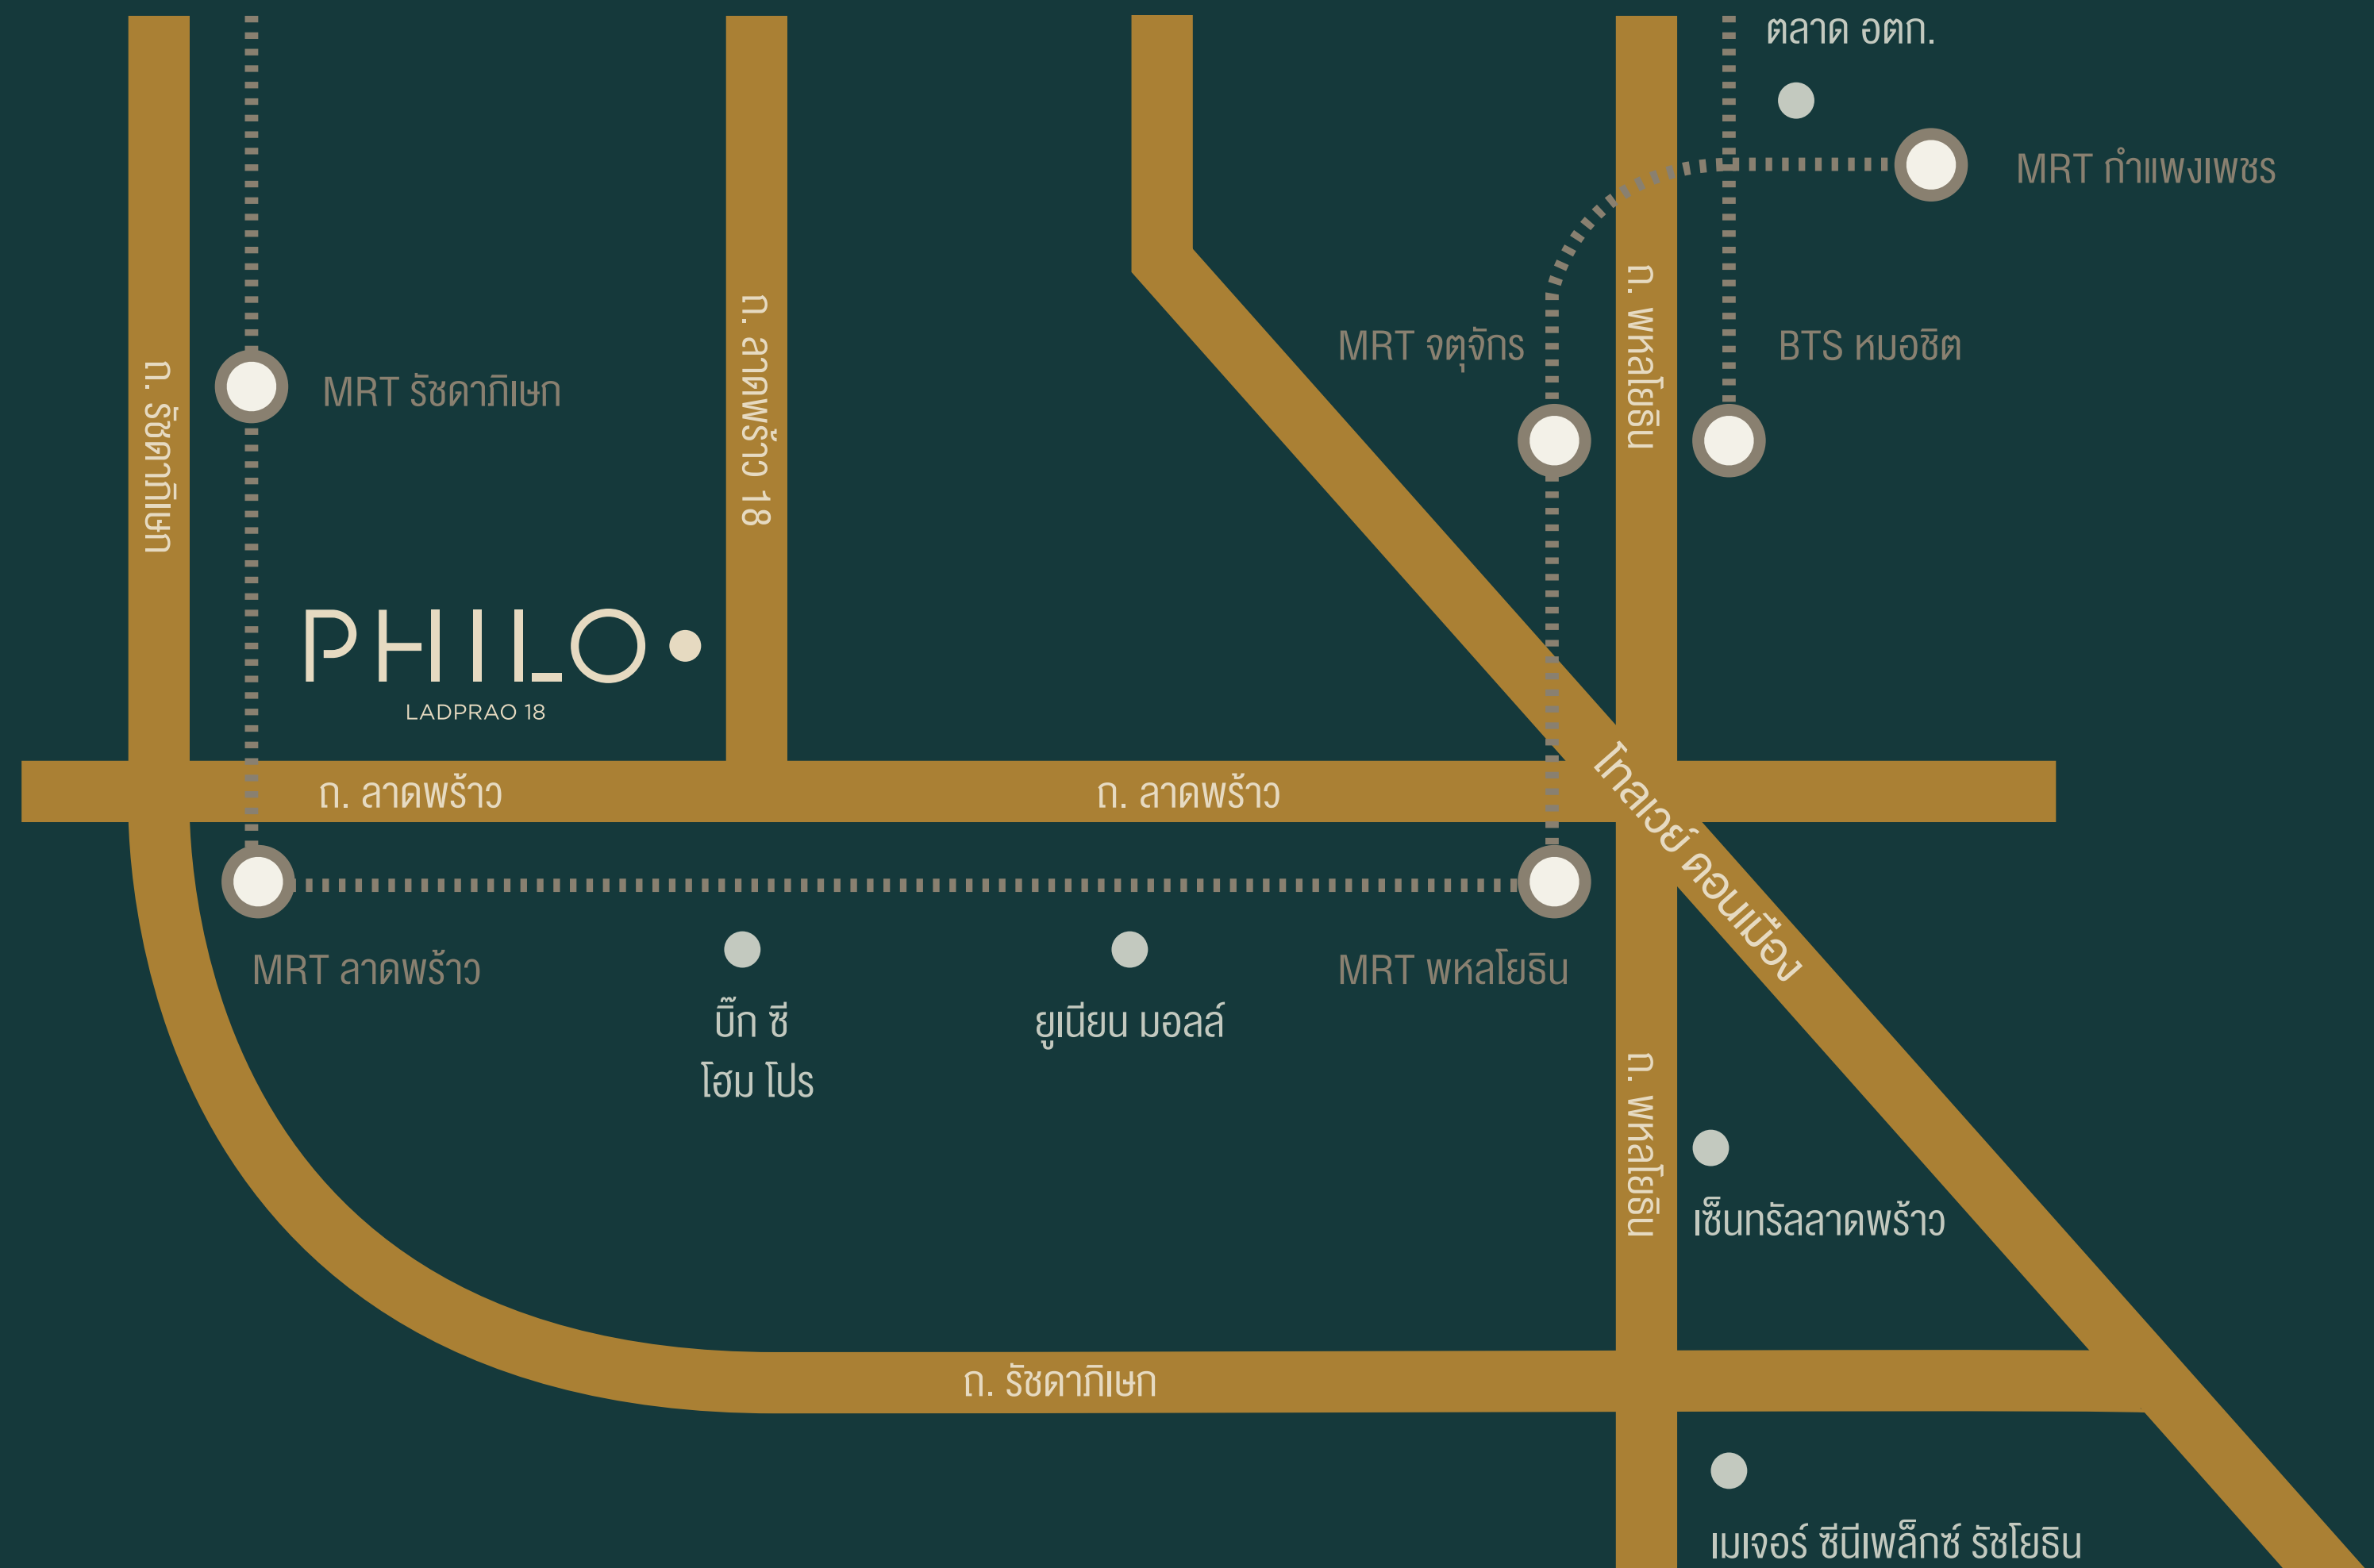 ตลาด อตก.
MRT กำแพงเพชร
MRT จตุจักร
BTS หมอชิต
ถ. พหลโยธิน
ถ. ลาดพร้าว 18
MRT รัชดาภิเษก
ถ. รัชดาภิเษก
PHILO
LADPRAO 18
ถ. ลาดพร้าว
ถ. ลาดพร้าว
โทลเวย์ ดอนเมือง
MRT ลาดพร้าว
MRT พหลโยธิน
บิ๊ก ซี
โฮม โปร
ยูเนียน มอลล์
ถ. พหลโยธิน
เซ็นทรัลลาดพร้าว
ถ. รัชดาภิเษก
เมเจอร์ ซีนีเพล็กซ์ รัชโยธิน